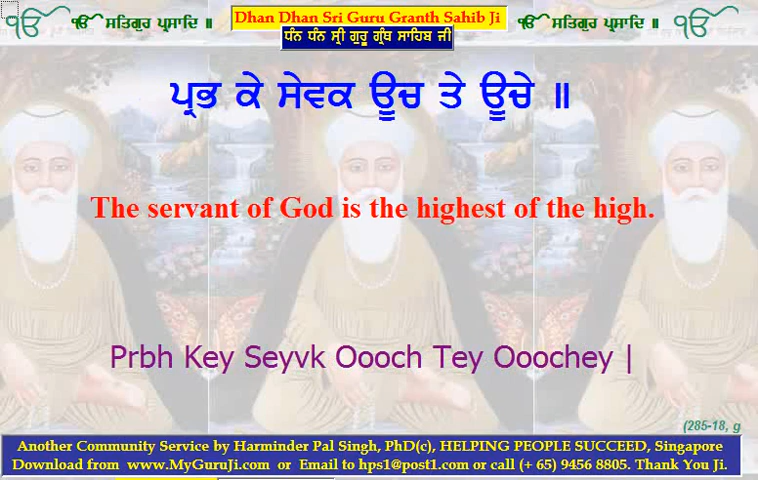 ੴ ਸਤਿਗੁਰ ਪ੍ਰਸਾਦਿ ॥ Dhan Dhan Sri Guru Granth Sahib Ji ੴ ਸਤਿਗੁਰ ਪ੍ਰਸਾਦਿ ॥ ੴ
ਧੰਨ ਧੰਨ ਸ੍ਰੀ ਗੁਰੂ ਗ੍ਰੰਥ ਸਾਹਿਬ ਜੀ
ਪ੍ਰਭ ਕੇ ਸੇਵਕ ਊਚ ਤੇ ਊਚੇ ॥
The servant of God is the highest of the high.
Prbh Key Seyvk Oooch Tey Ooochey |
(285-18, g
Another Community Service by Harminder Pal Singh, PhD(c), HELPING PEOPLE SUCCEED, Singapore
Download from www.MyGuruJi.com or Email to hps1@post1.com or call (+ 65) 9456 8805. Thank You Ji.